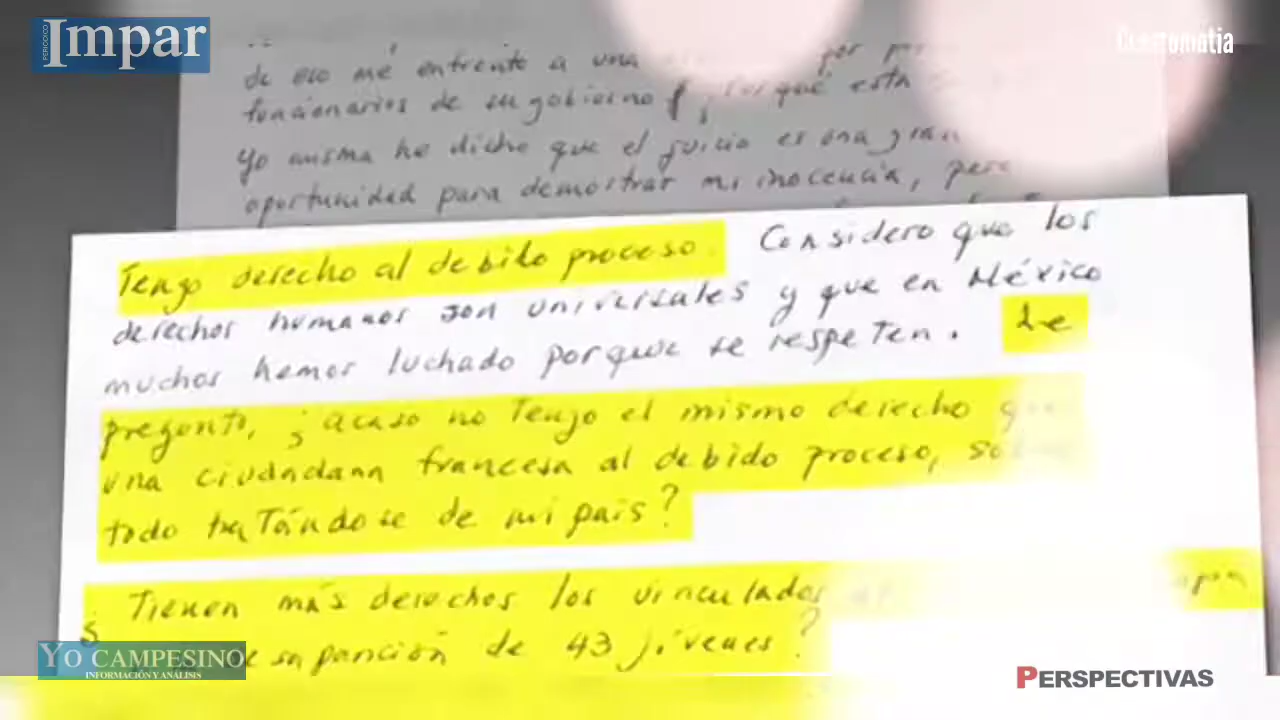 PERIODICO
Impar
de eso me enfrento a una por
funcionarios de su gobierno ¿Por qué esta
Yo misma he dicho que el juicio es una gran
oportunidad para demostrar mi inocencia, pero
Tengo derecho al debido proceso. Considero que los
derechos humanos son universales y que en México
muchos hemos luchado porque se respeten. Le
pregunto, ¿acaso no tengo el mismo derecho
una ciudadana francesa al debido proceso,
todo tratándose de mi país?
¿Tienen más derechos los vinculados
desaparición de 43 jóvenes?
YO CAMPESINO
INFORMACIÓN Y ANÁLISIS
PERSPECTIVAS